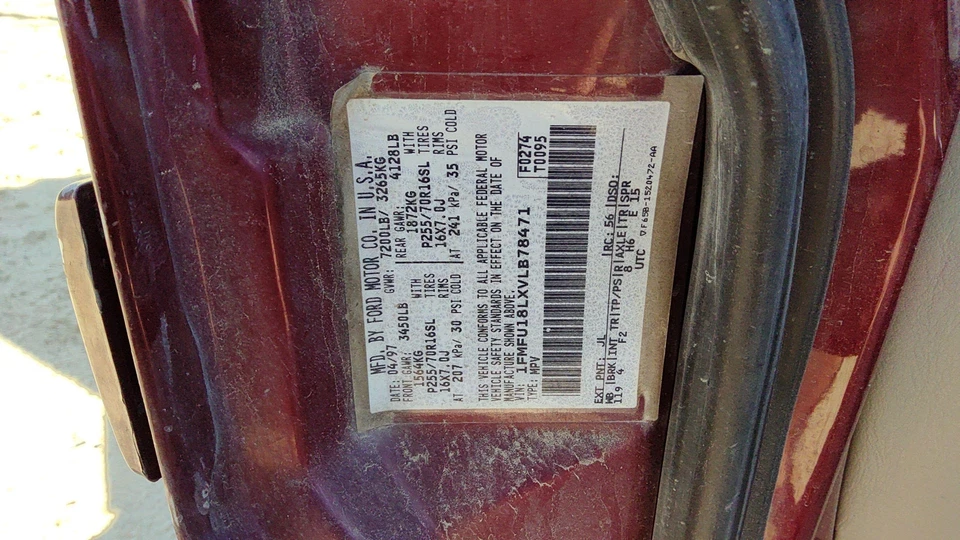 MFD. BY FORD MOTOR CO. IN U.S.A.
DATE: 04/97 GVWR: 7200LB/ 3265KG
FRONT GAWR: 3450LB REAR GAWR: 4128LB
1564KG WITH 1872KG WITH
P255/70R16SL TIRES P255/70R16SL TIRES
16X7.0J RIMS 16X7.0J RIMS
AT 207 kPa/ 30 PSI COLD AT 241 kPa/ 35 PSI COLD
THIS VEHICLE CONFORMS TO ALL APPLICABLE FEDERAL MOTOR
VEHICLE SAFETY STANDARDS IN EFFECT ON THE DATE OF
MANUFACTURE SHOWN ABOVE.
VIN: 1FMFU18LXVLB78471 F0274
TYPE: MPV T0095
EXT PNT: JL RC: 56 DSO:
WB BRK INT TR TP/PS R AXLE TR SPR
119 4 F2 8 H6 E 15
UTC ▽F65B-1520472-AA